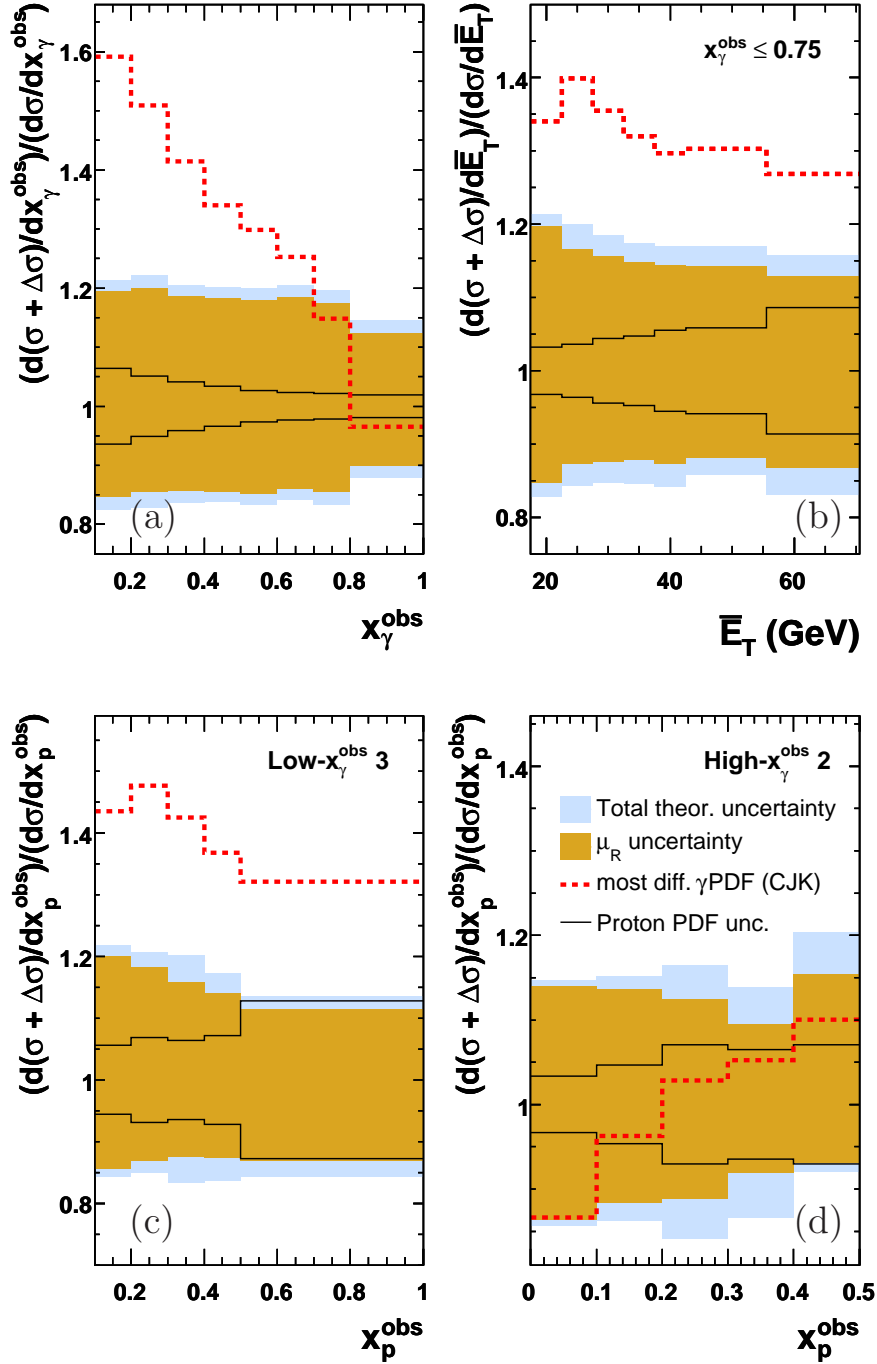 (d(σ + Δσ)/dx_γ^obs)/(dσ/dx_γ^obs)
1.6
1.4
1.2
1
0.8
(a)
0.2 0.4 0.6 0.8 1
x_γ^obs
(d(σ + Δσ)/dE̅_T)/(dσ/dE̅_T)
x_γ^obs ≤ 0.75
1.4
1.2
1
0.8
(b)
20 40 60
E̅_T (GeV)
(d(σ + Δσ)/dx_p^obs)/(dσ/dx_p^obs)
Low-x_γ^obs 3
1.4
1.2
1
0.8
(c)
0.2 0.4 0.6 0.8 1
x_p^obs
(d(σ + Δσ)/dx_p^obs)/(dσ/dx_p^obs)
High-x_γ^obs 2
1.4
Total theor. uncertainty
μ_R uncertainty
most diff. γPDF (CJK)
Proton PDF unc.
1.2
1
(d)
0 0.1 0.2 0.3 0.4 0.5
x_p^obs